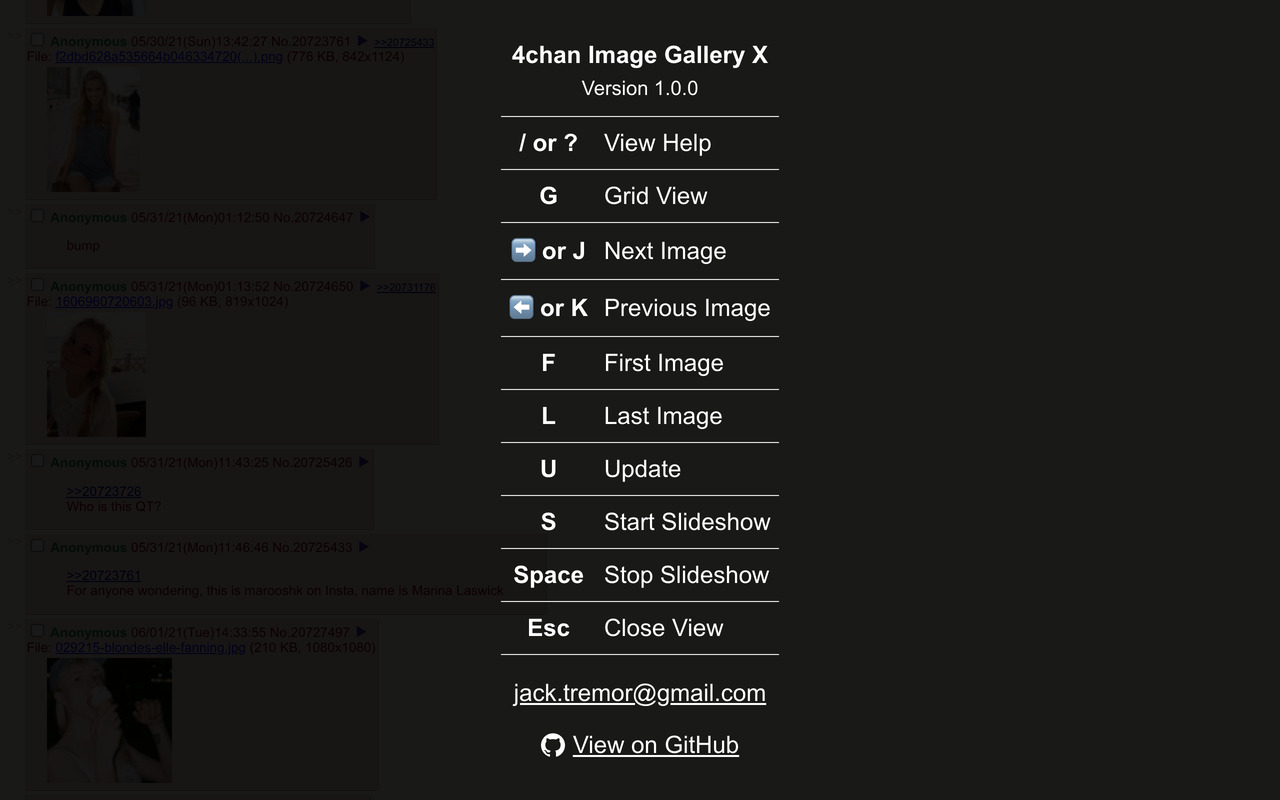 Anonymous 05/30/21(Sun)13:42:27 No.20723761 ▶ >>20725433
File: f2dbd628a535664b046334720(...).png (776 KB, 842x1124)
>> Anonymous 05/31/21(Mon)01:12:50 No.20724647 ▶
bump
>> Anonymous 05/31/21(Mon)01:13:52 No.20724650 ▶ >>20731178
File: 1606960720603.jpg (96 KB, 819x1024)
>> Anonymous 05/31/21(Mon)11:43:25 No.20725426 ▶
>>20723726
Who is this QT?
>> Anonymous 05/31/21(Mon)11:46:46 No.20725433 ▶
>>20723761
For anyone wondering, this is marooshk on Insta, name is Marina Laswick
>> Anonymous 06/01/21(Tue)14:33:55 No.20727497 ▶
File: 029215-blondes-elle-fanning.jpg (210 KB, 1080x1080)
4chan Image Gallery X
Version 1.0.0
/ or ? View Help
G Grid View
➡️ or J Next Image
⬅️ or K Previous Image
F First Image
L Last Image
U Update
S Start Slideshow
Space Stop Slideshow
Esc Close View
jack.tremor@gmail.com
View on GitHub